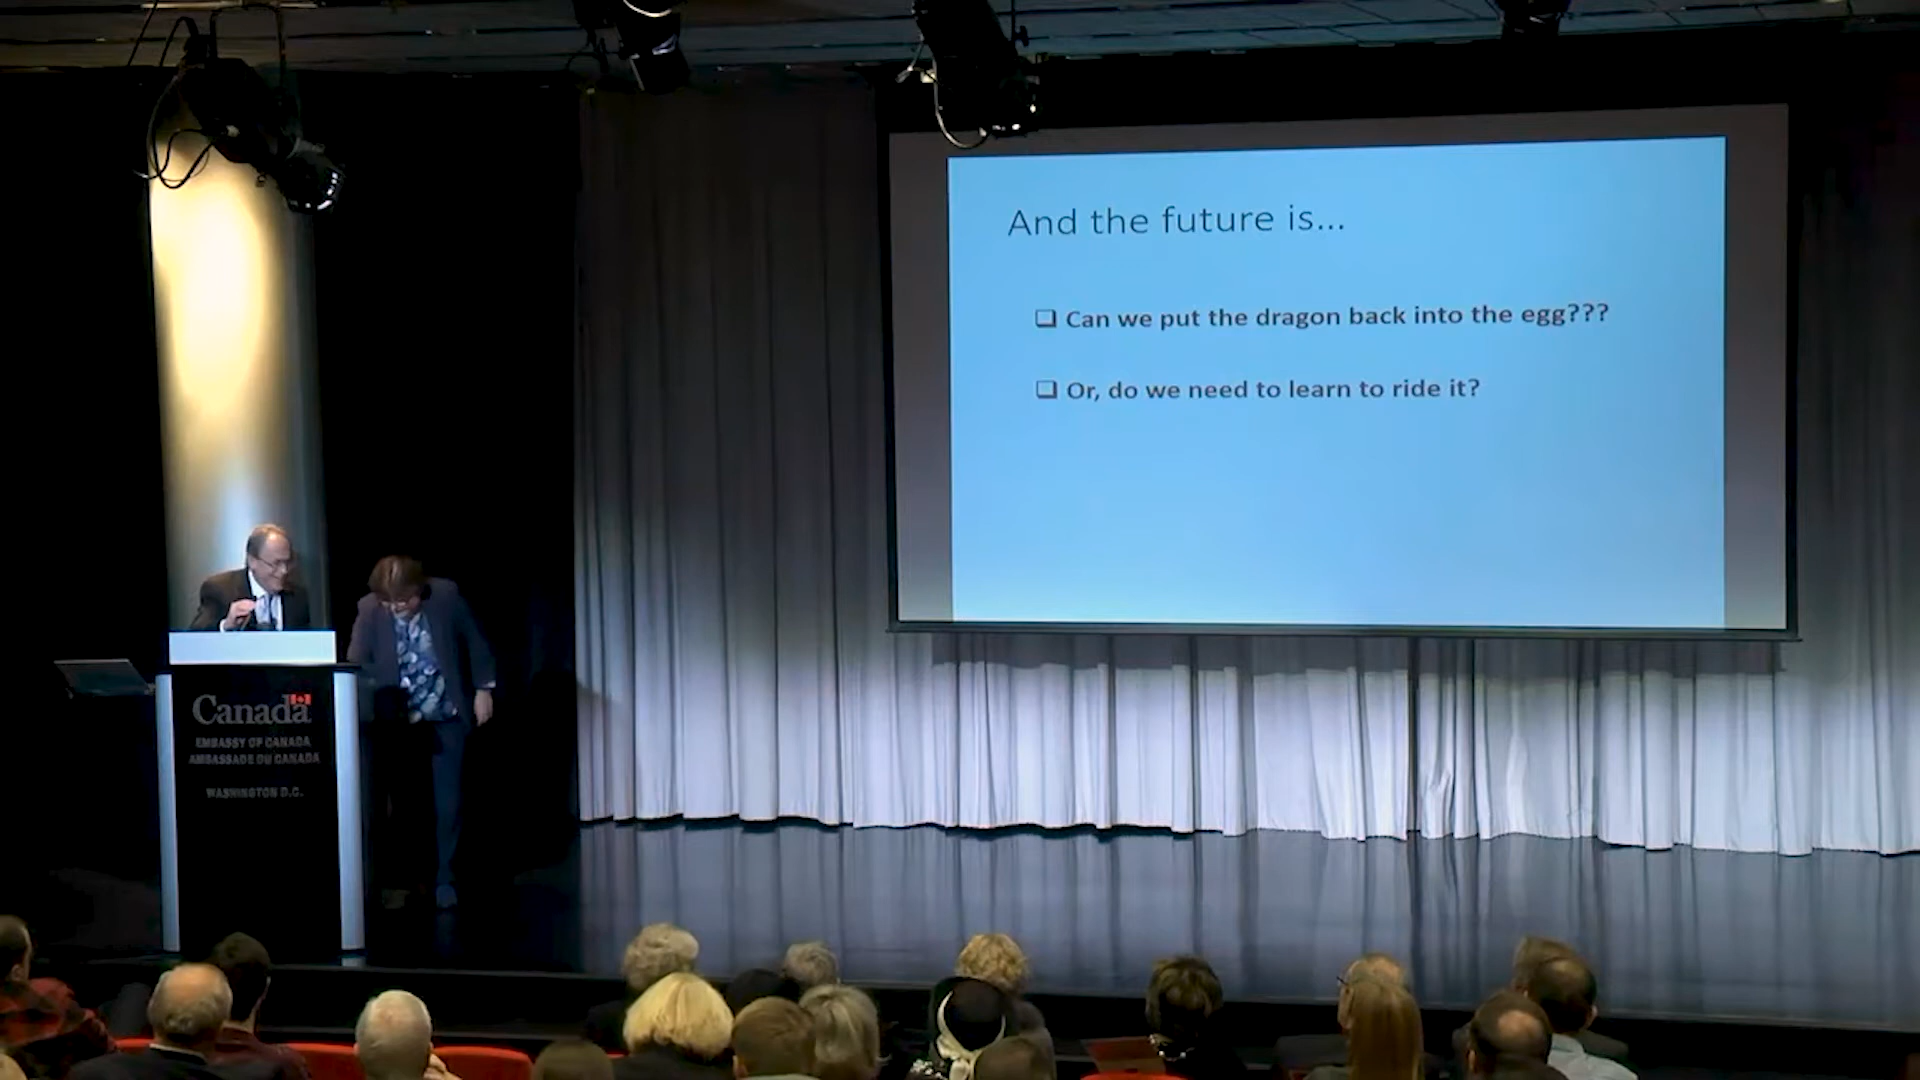 And the future is...
❑ Can we put the dragon back into the egg???
❑ Or, do we need to learn to ride it?
Canada
EMBASSY OF CANADA
AMBASSADE DU CANADA
WASHINGTON D.C.